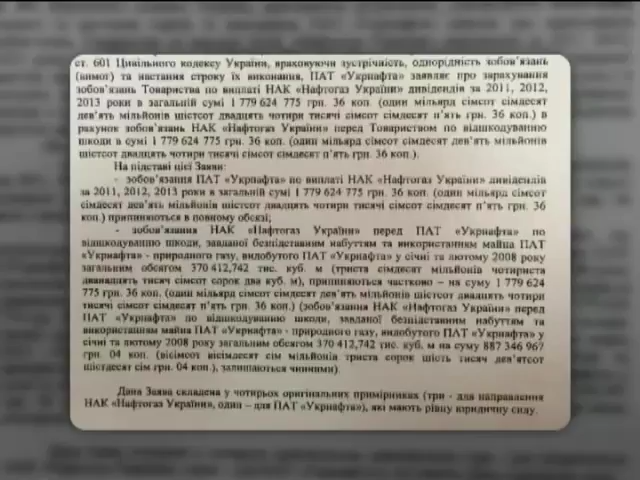 ст. 601 Цивільного кодексу України, враховуючи зустрічність, однорідність зобов'язань
(вимог) та настання строку їх виконання, ПАТ «Укрнафта» заявляє про зарахування
зобов'язань Товариства по виплаті НАК «Нафтогаз України» дивідендів за 2011, 2012,
2013 роки в загальній сумі 1 779 624 775 грн. 36 коп. (один мільярд сімсот сімдесят
дев'ять мільйонів шістсот двадцять чотири тисячі сімсот сімдесят п'ять грн. 36 коп.) в
рахунок зобов'язань НАК «Нафтогаз України» перед Товариством по відшкодуванню
шкоди в сумі 1 779 624 775 грн. 36 коп. (один мільярд сімсот сімдесят дев'ять мільйонів
шістсот двадцять чотири тисячі сімсот сімдесят п'ять грн. 36 коп.).
На підставі цієї Заяви:
- зобов'язання ПАТ «Укрнафта» по виплаті НАК «Нафтогаз України» дивідендів
за 2011, 2012, 2013 роки в загальній сумі 1 779 624 775 грн. 36 коп. (один мільярд сімсот
сімдесят дев'ять мільйонів шістсот двадцять чотири тисячі сімсот сімдесят п'ять грн. 36
коп.) припиняються в повному обсязі;
- зобов'язання НАК «Нафтогаз України» перед ПАТ «Укрнафта» по
відшкодуванню шкоди, завданої безпідставним набуттям та використанням майна ПАТ
«Укрнафта» - природного газу, видобутого ПАТ «Укрнафта» у січні та лютому 2008 року
загальним обсягом 370 412,742 тис. куб. м (триста сімдесят мільйонів чотириста
дванадцять тисяч сімсот сорок два куб. м), припиняються частково – на суму 1 779 624
775 грн. 36 коп. (один мільярд сімсот сімдесят дев'ять мільйонів шістсот двадцять чотири
тисячі сімсот сімдесят п'ять грн. 36 коп.) (зобов'язання НАК «Нафтогаз України» перед
ПАТ «Укрнафта» по відшкодуванню шкоди, завданої безпідставним набуттям та
використанням майна ПАТ «Укрнафта» - природного газу, видобутого ПАТ «Укрнафта» у
січні та лютому 2008 року загальним обсягом 370 412,742 тис. куб. м на суму 887 346 967
грн. 04 коп. (вісімсот вісімдесят сім мільйонів триста сорок шість тисяч дев'ятсот
шістдесят сім грн. 04 коп.), залишаються чинними).
Дана Заява складена у чотирьох оригінальних примірниках (три - для направлення
НАК «Нафтогаз України», один – для ПАТ «Укрнафта»), які мають рівну юридичну силу.